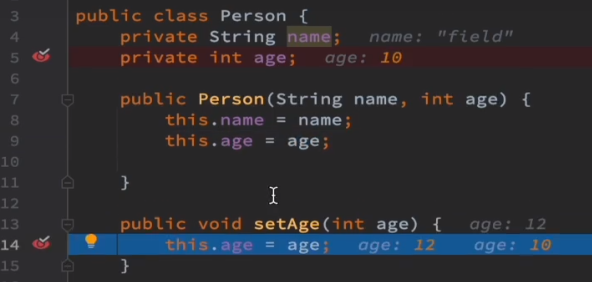 3 public class Person {
4 private String name; name: "field"
5 private int age; age: 10
7 public Person(String name, int age) {
8 this.name = name;
9 this.age = age;
10
11 }
13 public void setAge(int age) { age: 12
14 this.age = age; age: 12 age: 10
15 }